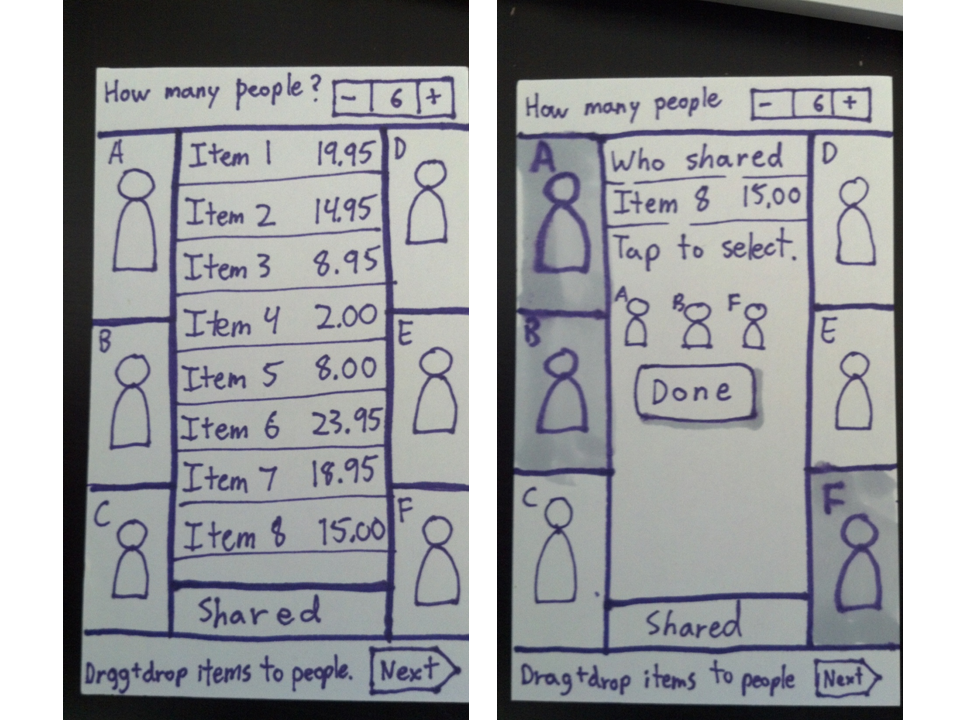 How many people? - 6 +
A
B
C
Item 1 19.95
Item 2 14.95
Item 3 8.95
Item 4 2.00
Item 5 8.00
Item 6 23.95
Item 7 18.95
Item 8 15.00
Shared
D
E
F
Drgg+drop items to people. Next
How many people - 6 +
A
B
C
Who shared
Item 8 15.00
Tap to select.
A B F
Done
Shared
D
E
F
Drag+drop items to people Next